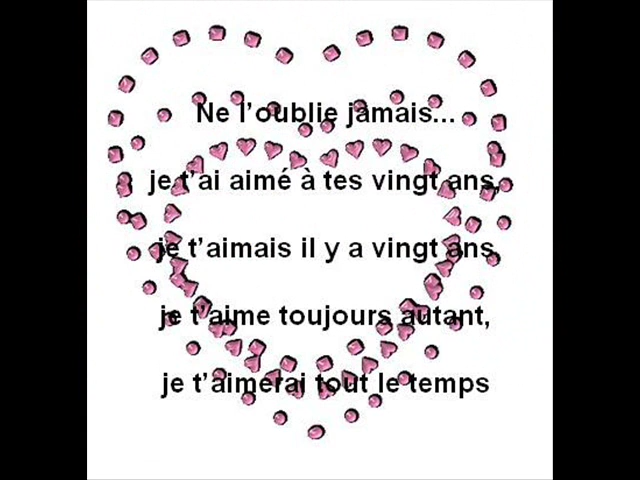 Ne l'oublie jamais...
je t'ai aimé à tes vingt ans,
je t'aimais il y a vingt ans,
je t'aime toujours autant,
je t'aimerai tout le temps